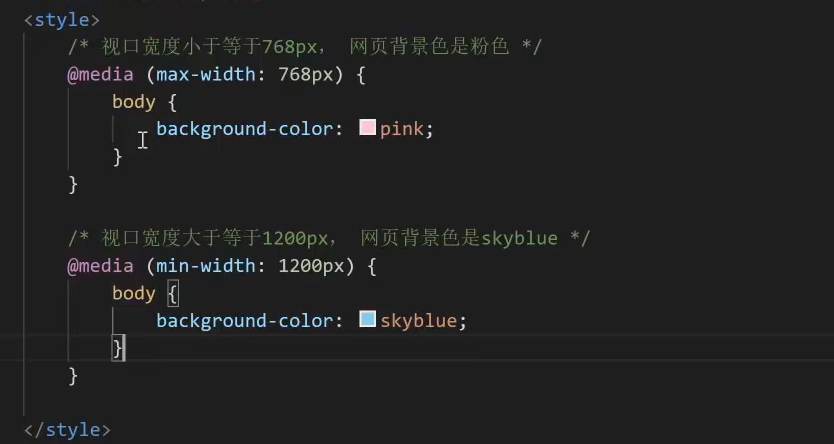 <style>
/* 视口宽度小于等于768px， 网页背景色是粉色 */
@media (max-width: 768px) {
body {
background-color: pink;
}
}
/* 视口宽度大于等于1200px， 网页背景色是skyblue */
@media (min-width: 1200px) {
body {
background-color: skyblue;
}
}
</style>